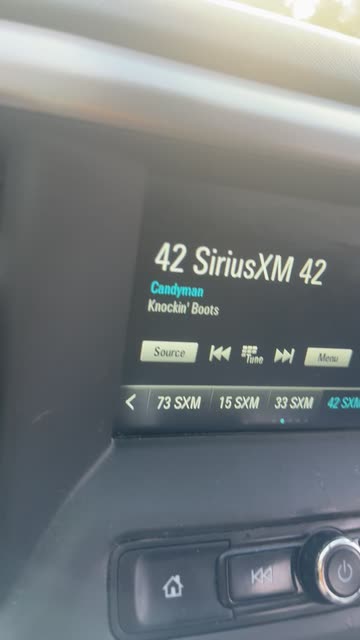 42 SiriusXM 42
Candyman
Knockin' Boots
Source Tune Menu
73 SXM 15 SXM 33 SXM 42 SXM